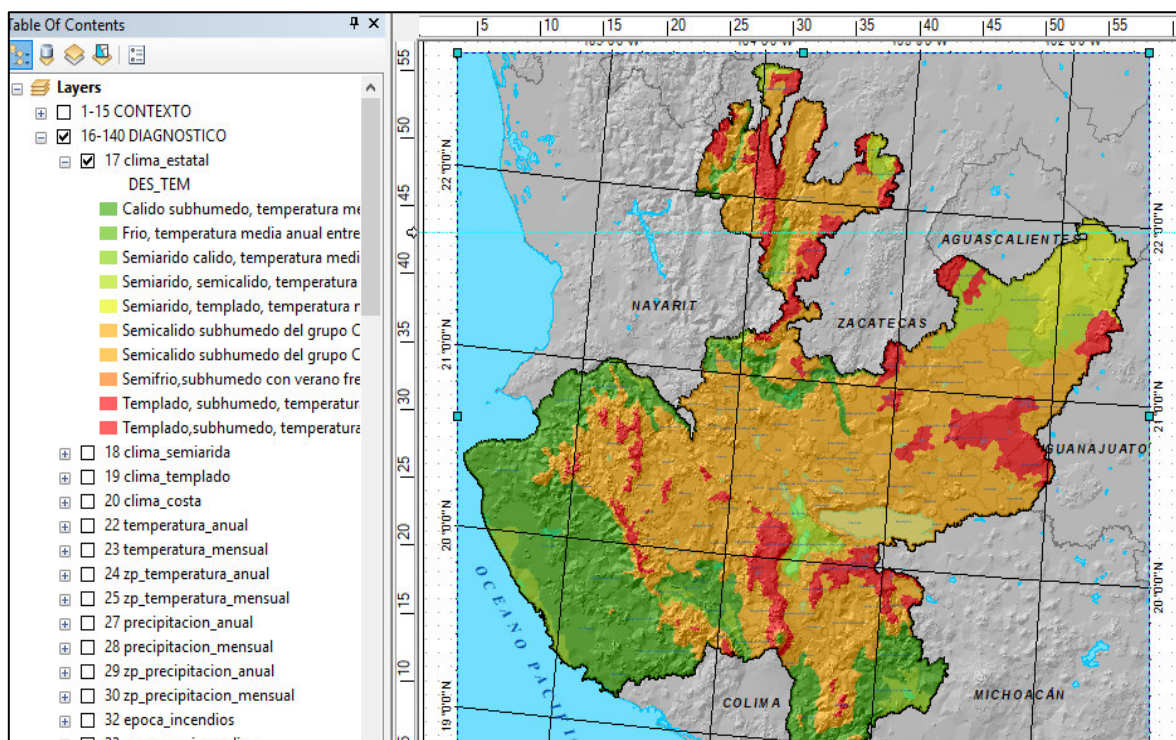 Table Of Contents
Layers
1-15 CONTEXTO
16-140 DIAGNOSTICO
17 clima_estatal
DES_TEM
Calido subhumedo, temperatura me
Frio, temperatura media anual entre
Semiarido calido, temperatura medi
Semiarido, semicalido, temperatura
Semiarido, templado, temperatura r
Semicalido subhumedo del grupo C
Semicalido subhumedo del grupo C
Semifrio,subhumedo con verano fre
Templado, subhumedo, temperatura
Templado,subhumedo, temperatura
18 clima_semiarida
19 clima_templado
20 clima_costa
22 temperatura_anual
23 temperatura_mensual
24 zp_temperatura_anual
25 zp_temperatura_mensual
27 precipitacion_anual
28 precipitacion_mensual
29 zp_precipitacion_anual
30 zp_precipitacion_mensual
32 epoca_incendios
5 10 15 20 25 30 35 40 45 50 55
55
50
45
40
35
30
25
20
15
10
22°0'0"N
21°0'0"N
20°0'0"N
19°0'0"N
AGUASCALIENTES
22°0'0"N
NAYARIT
ZACATECAS
21°0'0"N
GUANAJUATO
20°0'0"N
OCEANO PACIF
COLIMA
MICHOACÁN